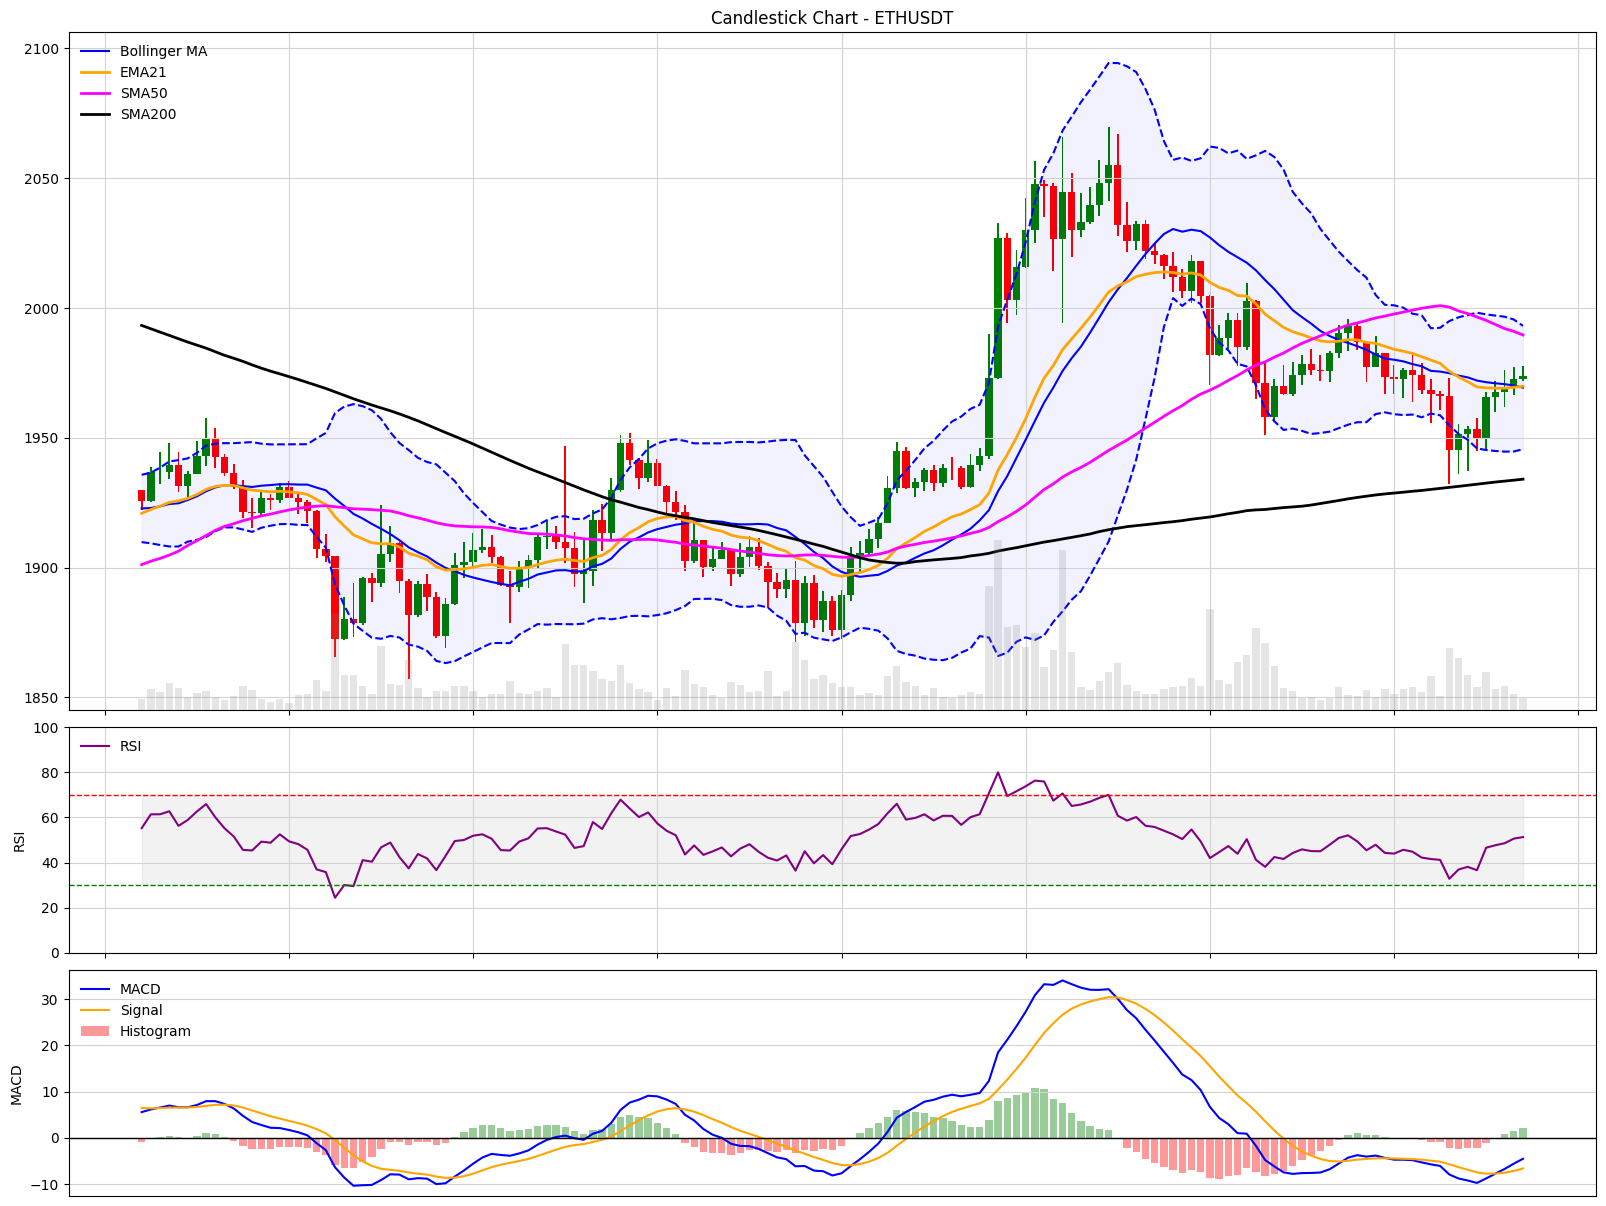 Candlestick Chart - ETHUSDT
Bollinger MA
EMA21
SMA50
SMA200
2100
2050
2000
1950
1900
1850
RSI
100
80
60
40
20
0
RSI
MACD
Signal
Histogram
30
20
10
0
−10
MACD